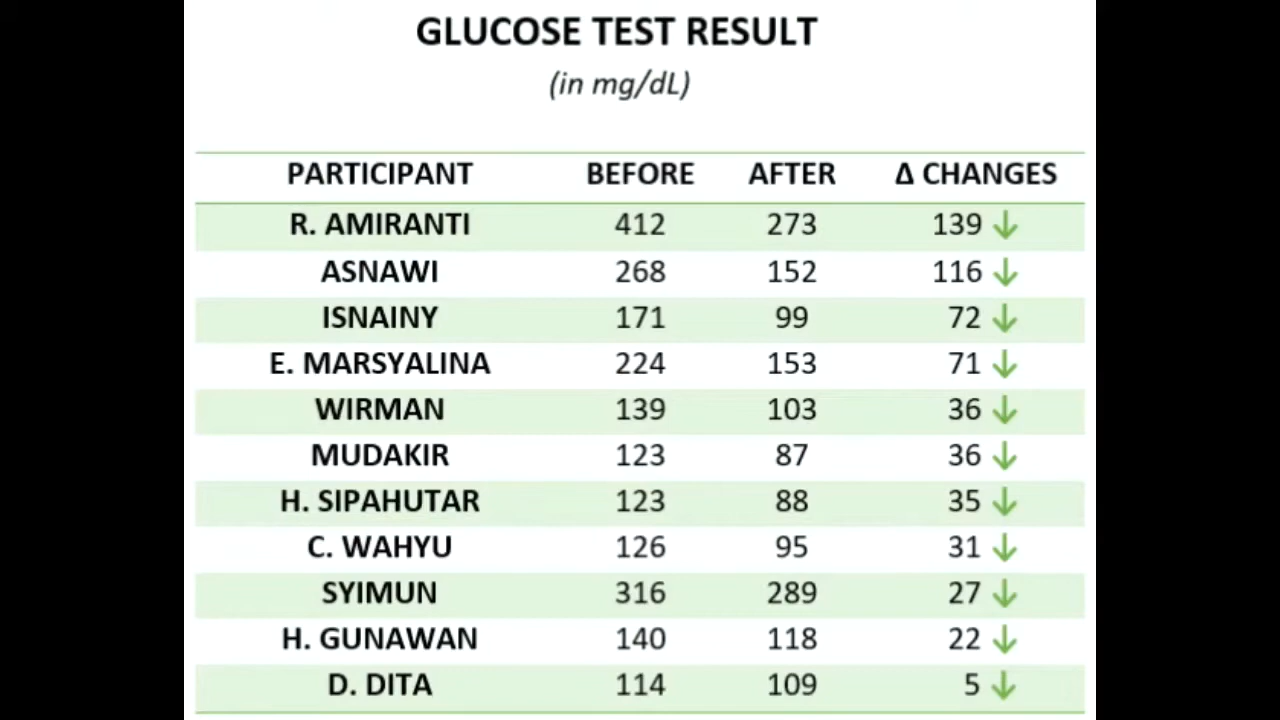 GLUCOSE TEST RESULT
(in mg/dL)
PARTICIPANT BEFORE AFTER Δ CHANGES
R. AMIRANTI 412 273 139 ↓
ASNAWI 268 152 116 ↓
ISNAINY 171 99 72 ↓
E. MARSYALINA 224 153 71 ↓
WIRMAN 139 103 36 ↓
MUDAKIR 123 87 36 ↓
H. SIPAHUTAR 123 88 35 ↓
C. WAHYU 126 95 31 ↓
SYIMUN 316 289 27 ↓
H. GUNAWAN 140 118 22 ↓
D. DITA 114 109 5 ↓